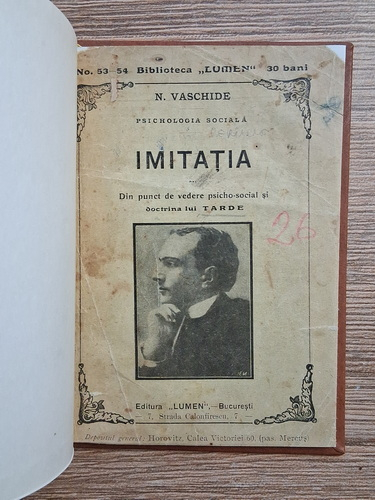 No. 53-54 Biblioteca „LUMEN" 30 bani
N. VASCHIDE
PSICHOLOGIA SOCIALĂ
IMITAȚIA
Din punct de vedere psicho-social și
doctrina lui TARDE
26
Editura „LUMEN",—București
— 7, Strada Calonfirescu, 7 —
Depozitul general: Horovitz, Calea Victoriei 60, (pas. Mercur)